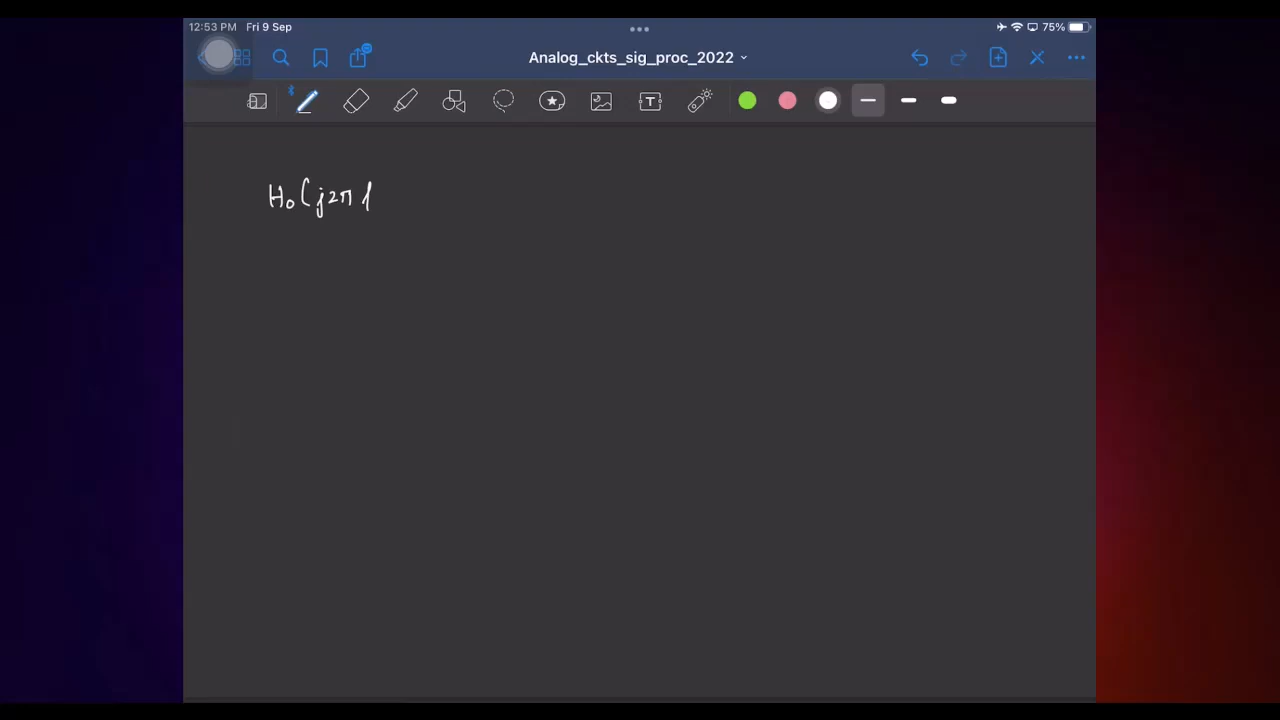 12:53 PM Fri 9 Sep
75%
Analog_ckts_sig_proc_2022
H₀(j2π